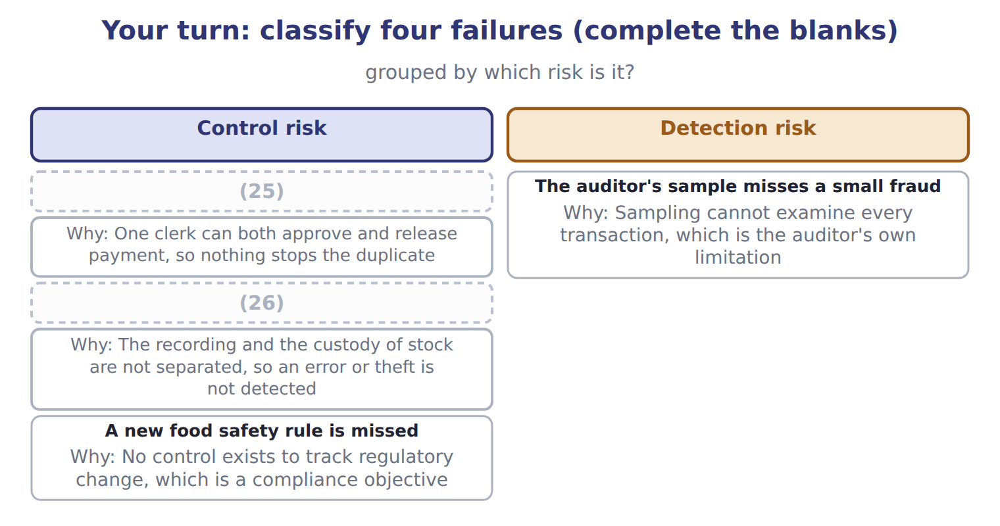 Your turn: classify four failures (complete the blanks)
grouped by which risk is it?
Control risk
(25)
Why: One clerk can both approve and release
payment, so nothing stops the duplicate
(26)
Why: The recording and the custody of stock
are not separated, so an error or theft is
not detected
A new food safety rule is missed
Why: No control exists to track regulatory
change, which is a compliance objective
Detection risk
The auditor's sample misses a small fraud
Why: Sampling cannot examine every
transaction, which is the auditor's own
limitation